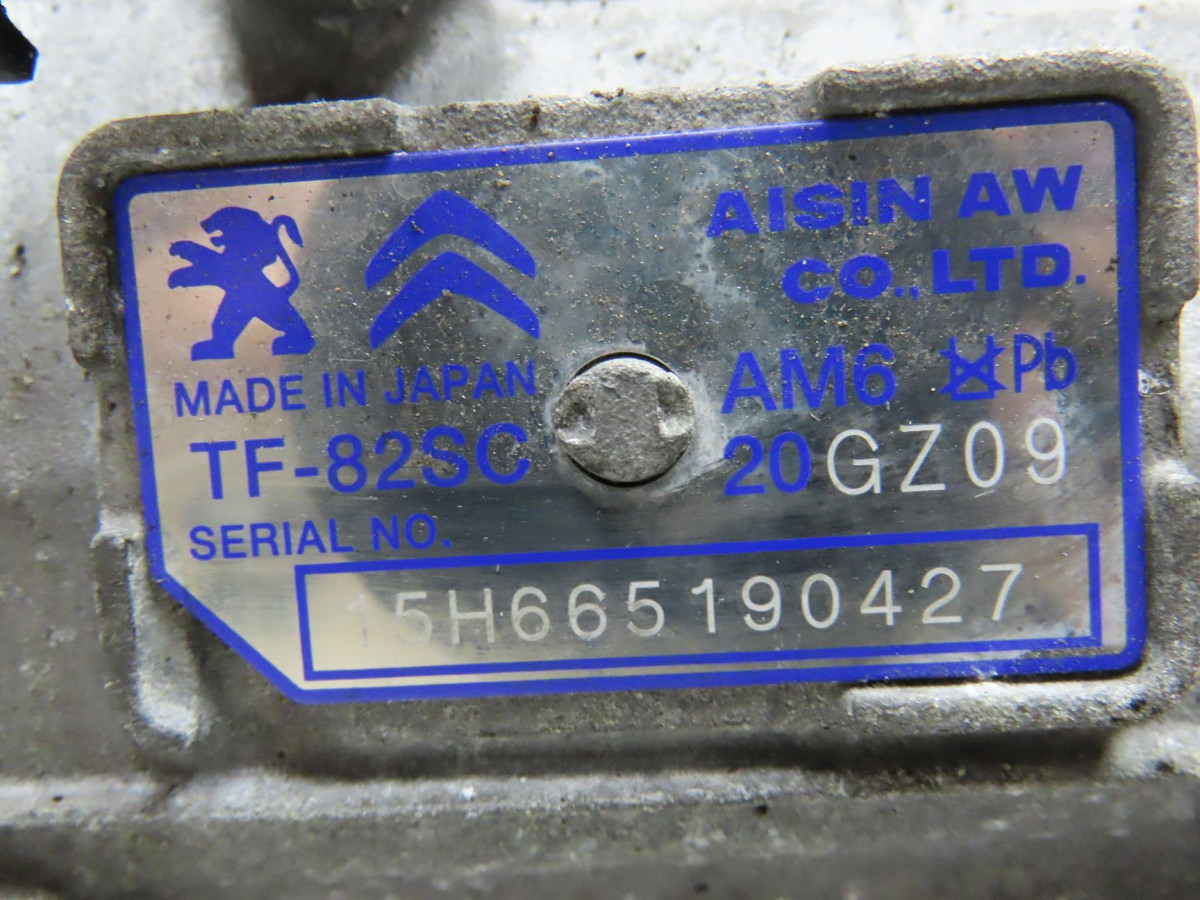 AISIN AW
CO., LTD.
MADE IN JAPAN
AM6 Pb
TF-82SC
20GZ09
SERIAL NO.
15H665190427